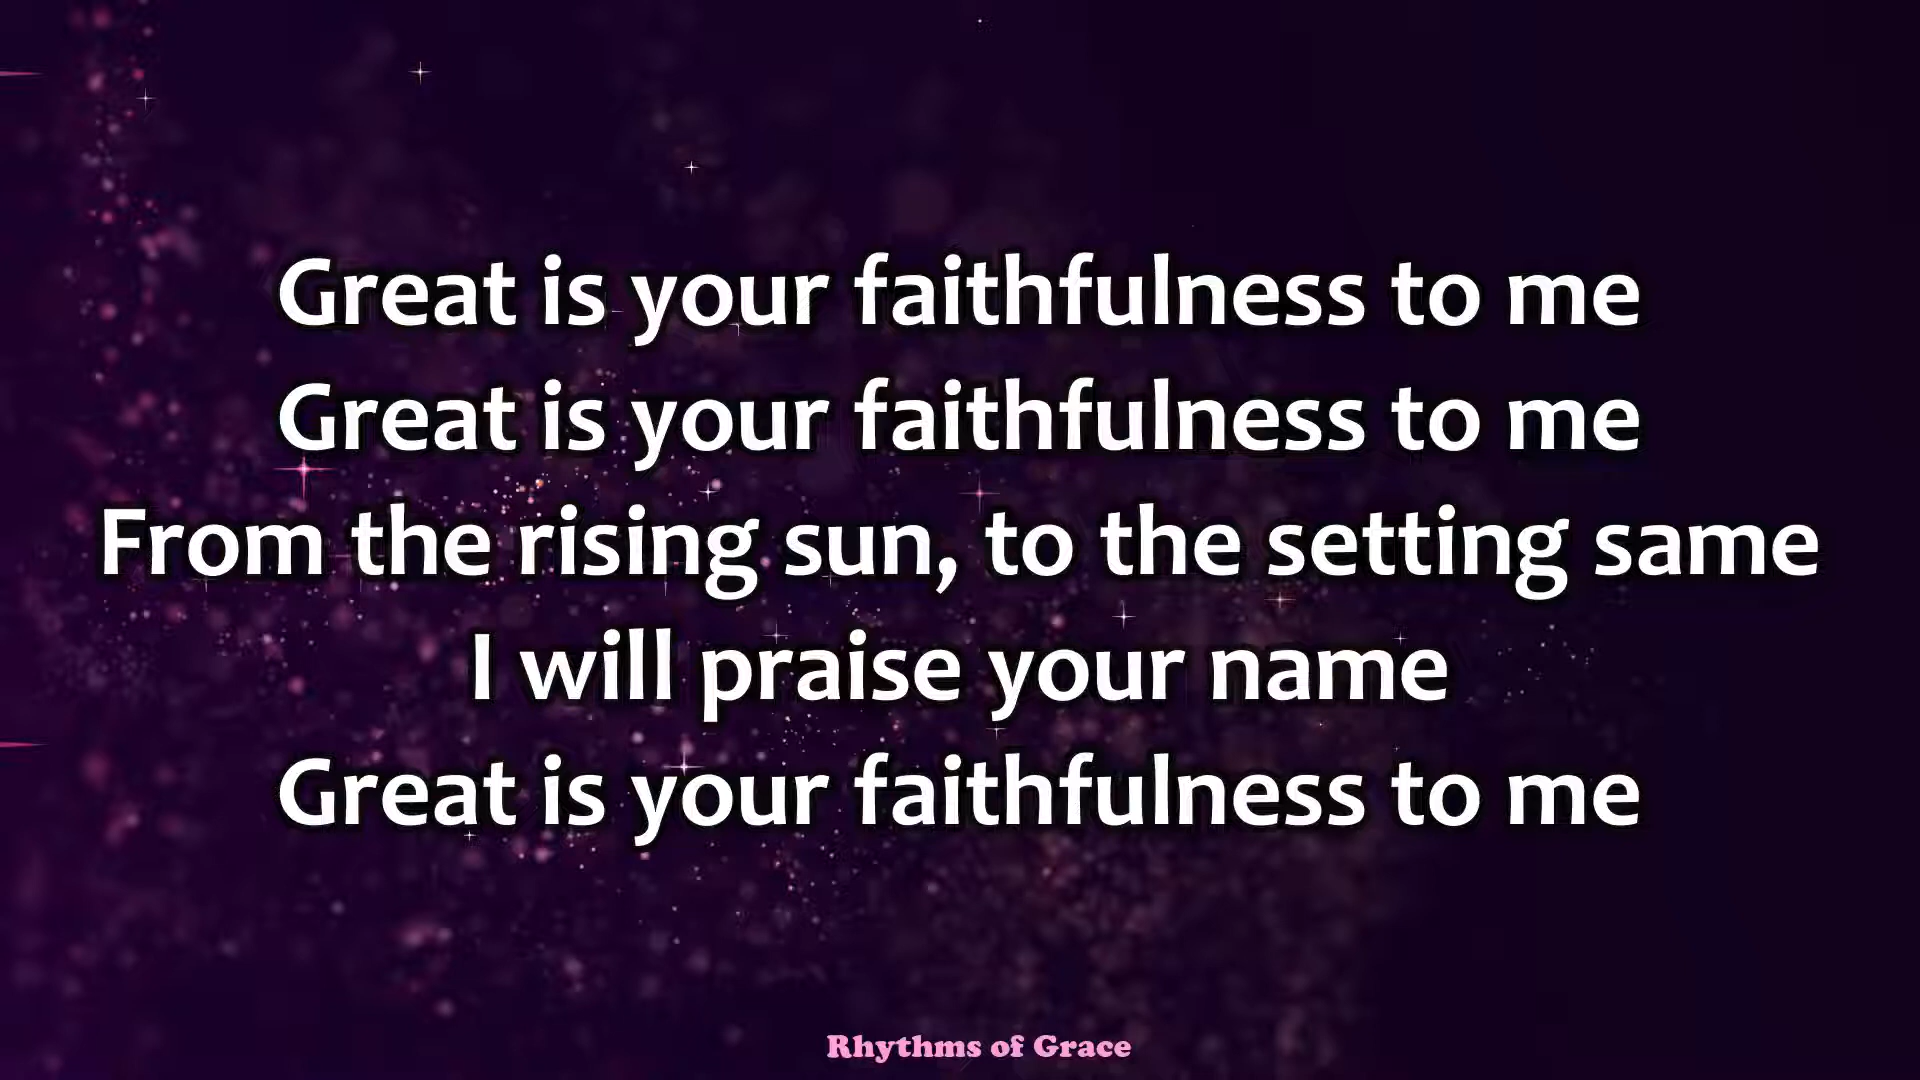 Great is your faithfulness to me
Great is your faithfulness to me
From the rising sun, to the setting same
I will praise your name
Great is your faithfulness to me
Rhythms of Grace